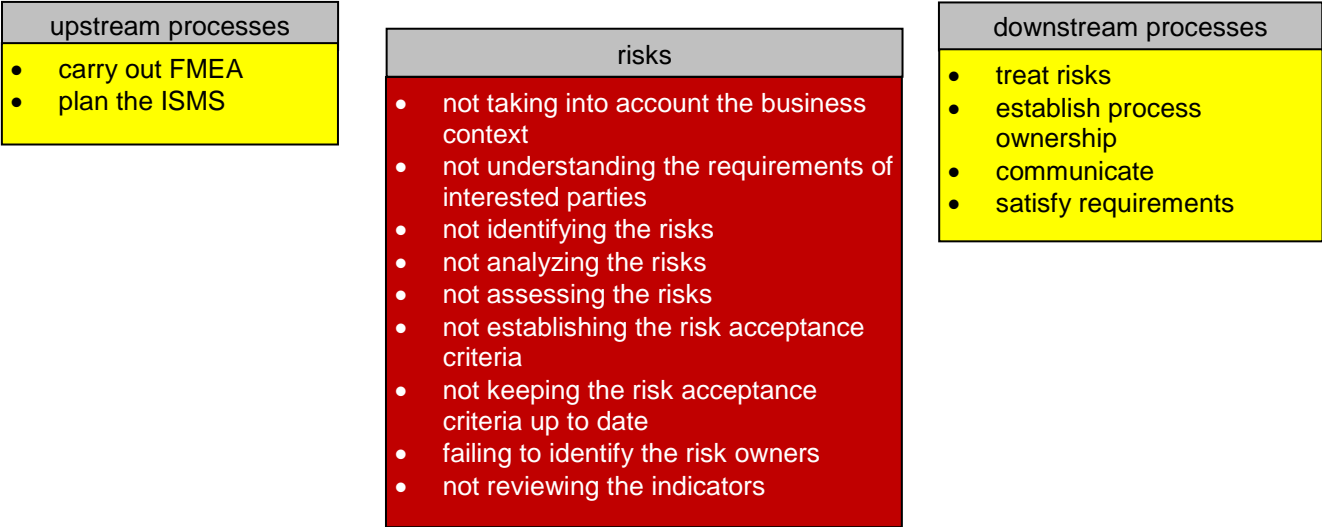 upstream processes
• carry out FMEA
• plan the ISMS
risks
• not taking into account the business
context
• not understanding the requirements of
interested parties
• not identifying the risks
• not analyzing the risks
• not assessing the risks
• not establishing the risk acceptance
criteria
• not keeping the risk acceptance
criteria up to date
• failing to identify the risk owners
• not reviewing the indicators
downstream processes
• treat risks
• establish process
ownership
• communicate
• satisfy requirements